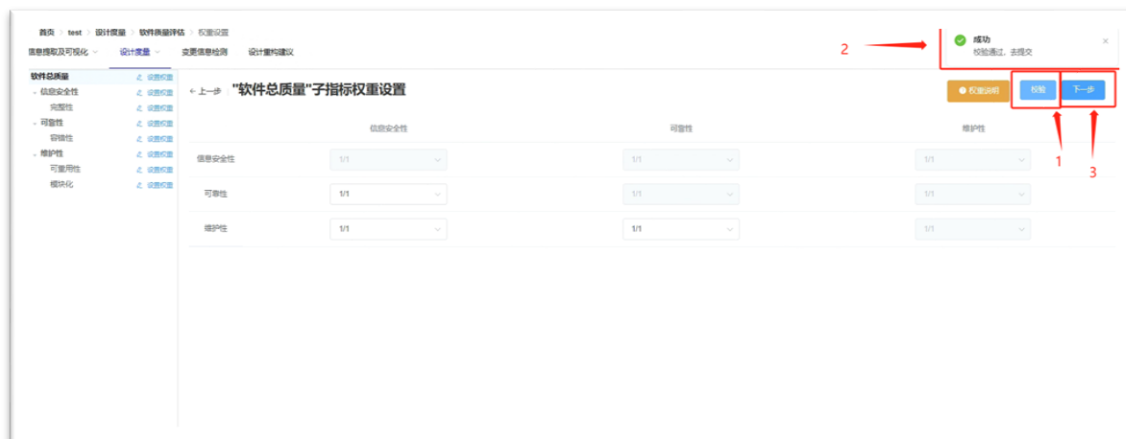 首页 > test > 设计度量 > 软件质量评估 > 权重设置
信息提取及可视化 设计度量 变更信息检测 设计重构建议
成功
校验通过，去提交
2
软件总质量 设置权重
信息安全性 设置权重
完整性 设置权重
可靠性 设置权重
容错性 设置权重
维护性 设置权重
可重用性 设置权重
模块化 设置权重
←上一步 "软件总质量"子指标权重设置
权重说明 校验 下一步
1
3
信息安全性 可靠性 维护性
信息安全性 1/1 1/1 1/1
可靠性 1/1 1/1 1/1
维护性 1/1 1/1 1/1